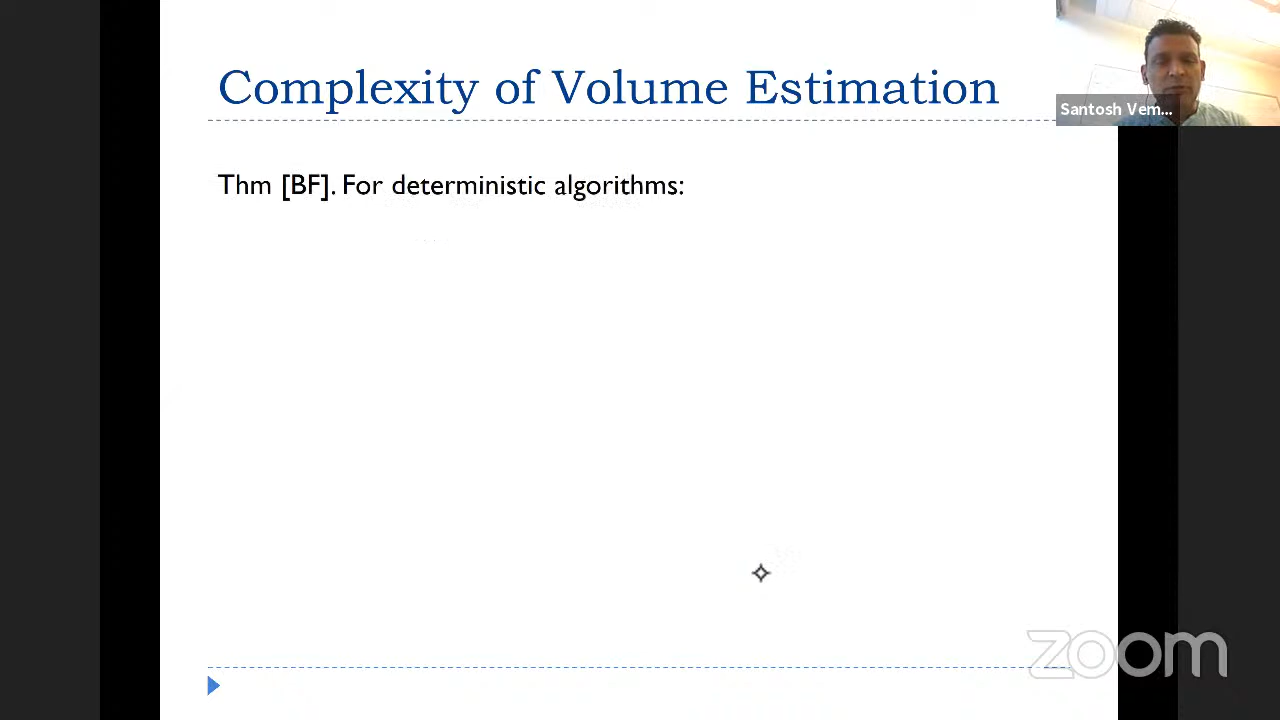 Complexity of Volume Estimation
Santosh Vem...
Thm [BF]. For deterministic algorithms:
zoom